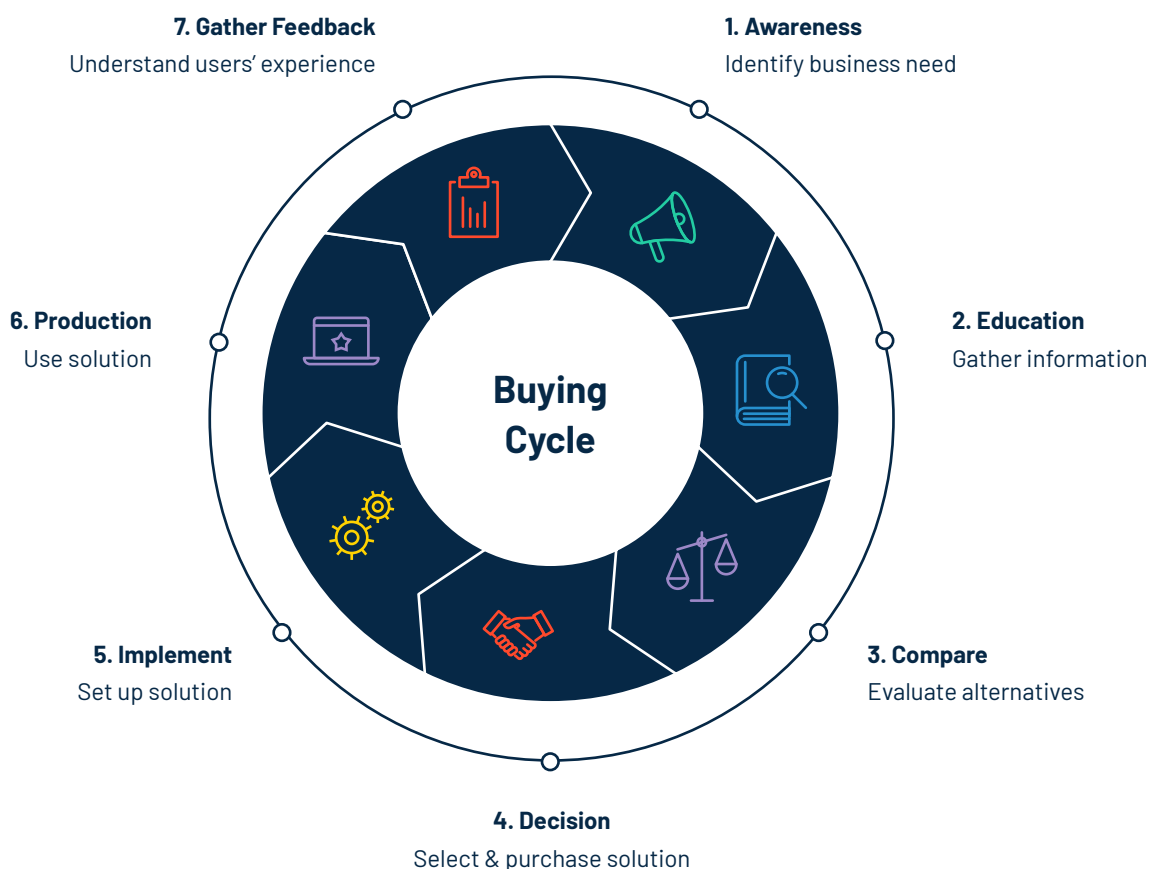 7. Gather Feedback
Understand users’ experience
1. Awareness
Identify business need
6. Production
Use solution
Buying
Cycle
2. Education
Gather information
5. Implement
Set up solution
3. Compare
Evaluate alternatives
4. Decision
Select & purchase solution